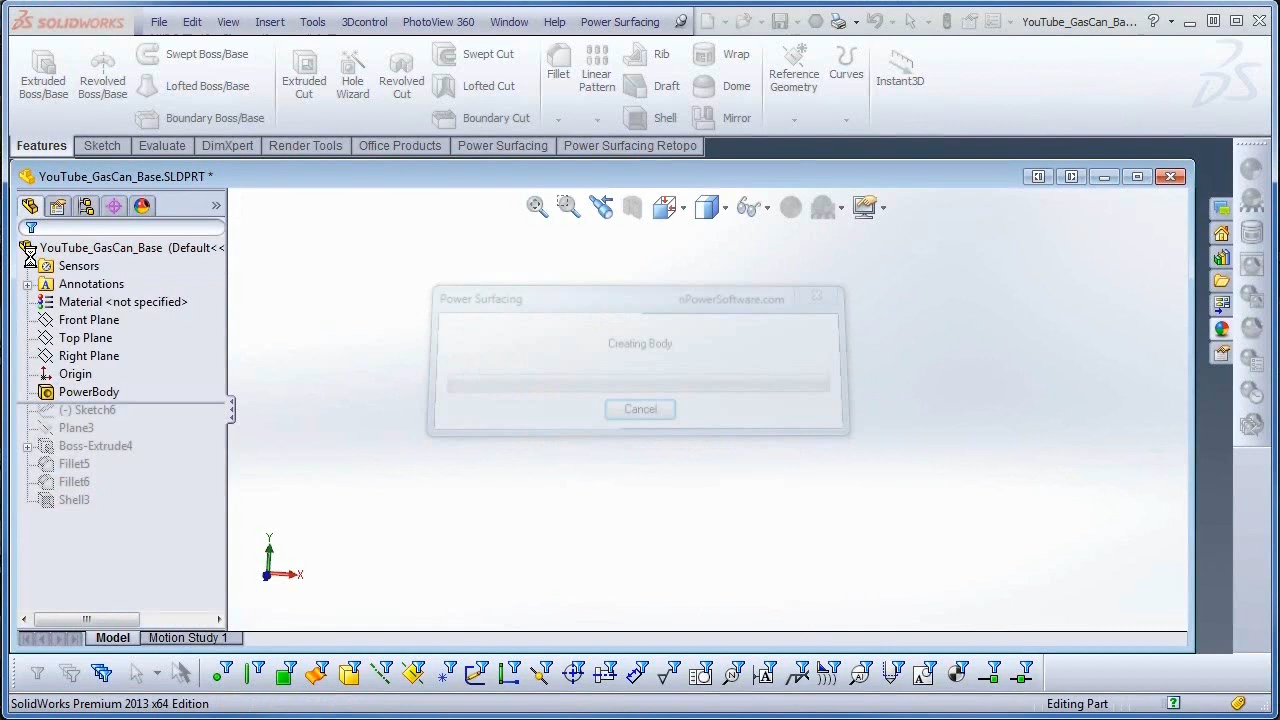 SOLIDWORKS File Edit View Insert Tools 3Dcontrol PhotoView 360 Window Help Power Surfacing YouTube_GasCan_Ba... ?
Extruded Boss/Base
Revolved Boss/Base
Swept Boss/Base
Lofted Boss/Base
Boundary Boss/Base
Extruded Cut
Hole Wizard
Revolved Cut
Swept Cut
Lofted Cut
Boundary Cut
Fillet
Linear Pattern
Rib
Draft
Shell
Wrap
Dome
Mirror
Reference Geometry
Curves
Instant3D
Features Sketch Evaluate DimXpert Render Tools Office Products Power Surfacing Power Surfacing Retopo
YouTube_GasCan_Base.SLDPRT *
YouTube_GasCan_Base (Default<<
Sensors
Annotations
Material <not specified>
Front Plane
Top Plane
Right Plane
Origin
PowerBody
(-) Sketch6
Plane3
Boss-Extrude4
Fillet5
Fillet6
Shell3
Power Surfacing nPowerSoftware.com
Creating Body
Cancel
Y
X
Model Motion Study 1
SolidWorks Premium 2013 x64 Edition Editing Part